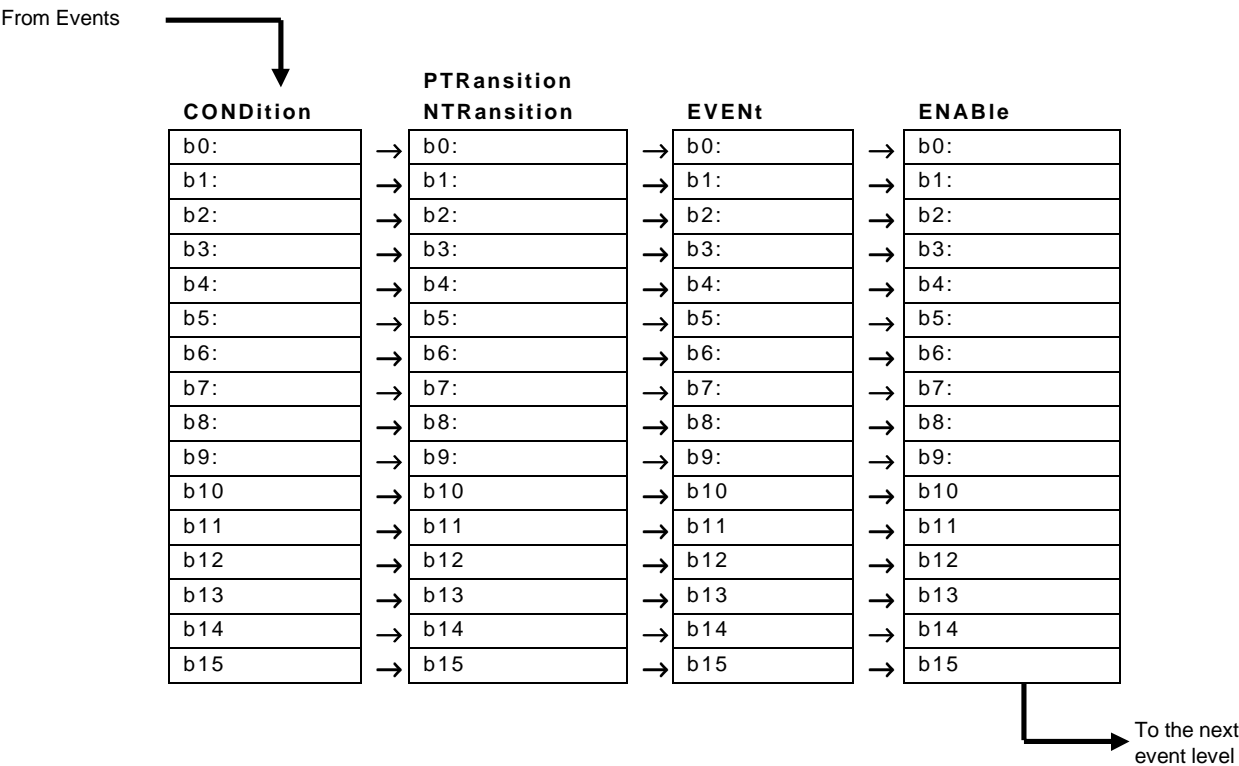 From Events
PTRansition
CONDition NTRansition EVENt ENABle
b0: → b0: → b0: → b0:
b1: → b1: → b1: → b1:
b2: → b2: → b2: → b2:
b3: → b3: → b3: → b3:
b4: → b4: → b4: → b4:
b5: → b5: → b5: → b5:
b6: → b6: → b6: → b6:
b7: → b7: → b7: → b7:
b8: → b8: → b8: → b8:
b9: → b9: → b9: → b9:
b10 → b10 → b10 → b10
b11 → b11 → b11 → b11
b12 → b12 → b12 → b12
b13 → b13 → b13 → b13
b14 → b14 → b14 → b14
b15 → b15 → b15 → b15
To the next
event level